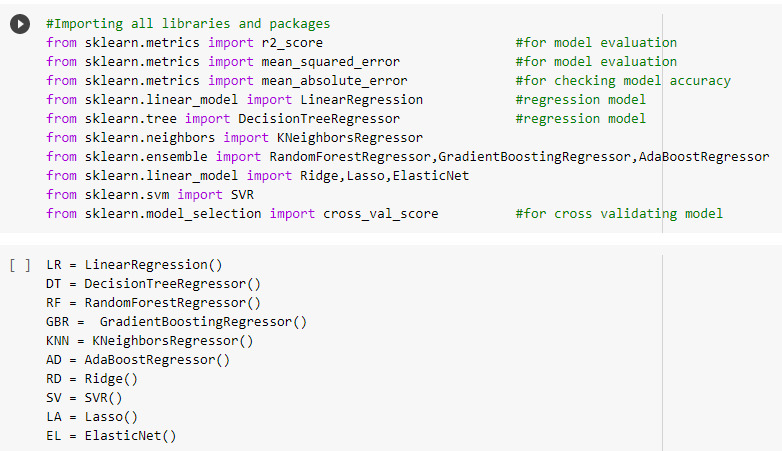 #Importing all libraries and packages
from sklearn.metrics import r2_score #for model evaluation
from sklearn.metrics import mean_squared_error #for model evaluation
from sklearn.metrics import mean_absolute_error #for checking model accuracy
from sklearn.linear_model import LinearRegression #regression model
from sklearn.tree import DecisionTreeRegressor #regression model
from sklearn.neighbors import KNeighborsRegressor
from sklearn.ensemble import RandomForestRegressor,GradientBoostingRegressor,AdaBoostRegressor
from sklearn.linear_model import Ridge,Lasso,ElasticNet
from sklearn.svm import SVR
from sklearn.model_selection import cross_val_score #for cross validating model
[ ] LR = LinearRegression()
DT = DecisionTreeRegressor()
RF = RandomForestRegressor()
GBR =  GradientBoostingRegressor()
KNN = KNeighborsRegressor()
AD = AdaBoostRegressor()
RD = Ridge()
SV = SVR()
LA = Lasso()
EL = ElasticNet()